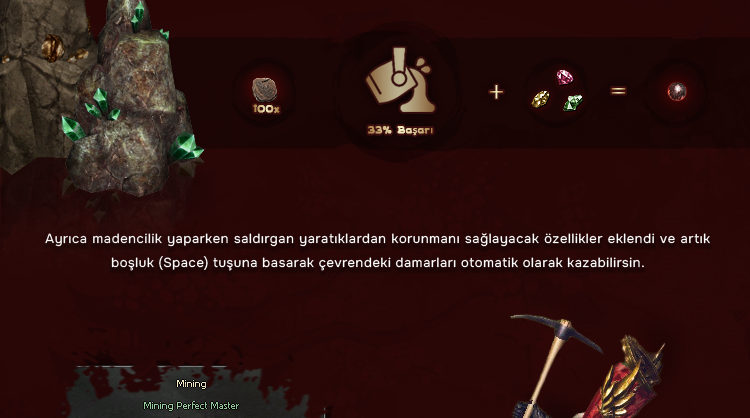 100x
33% Başarı
+
=
Ayrıca madencilik yaparken saldırgan yaratıklardan korunmanı sağlayacak özellikler eklendi ve artık
boşluk (Space) tuşuna basarak çevrendeki damarları otomatik olarak kazabilirsin.
Mining
Mining Perfect Master